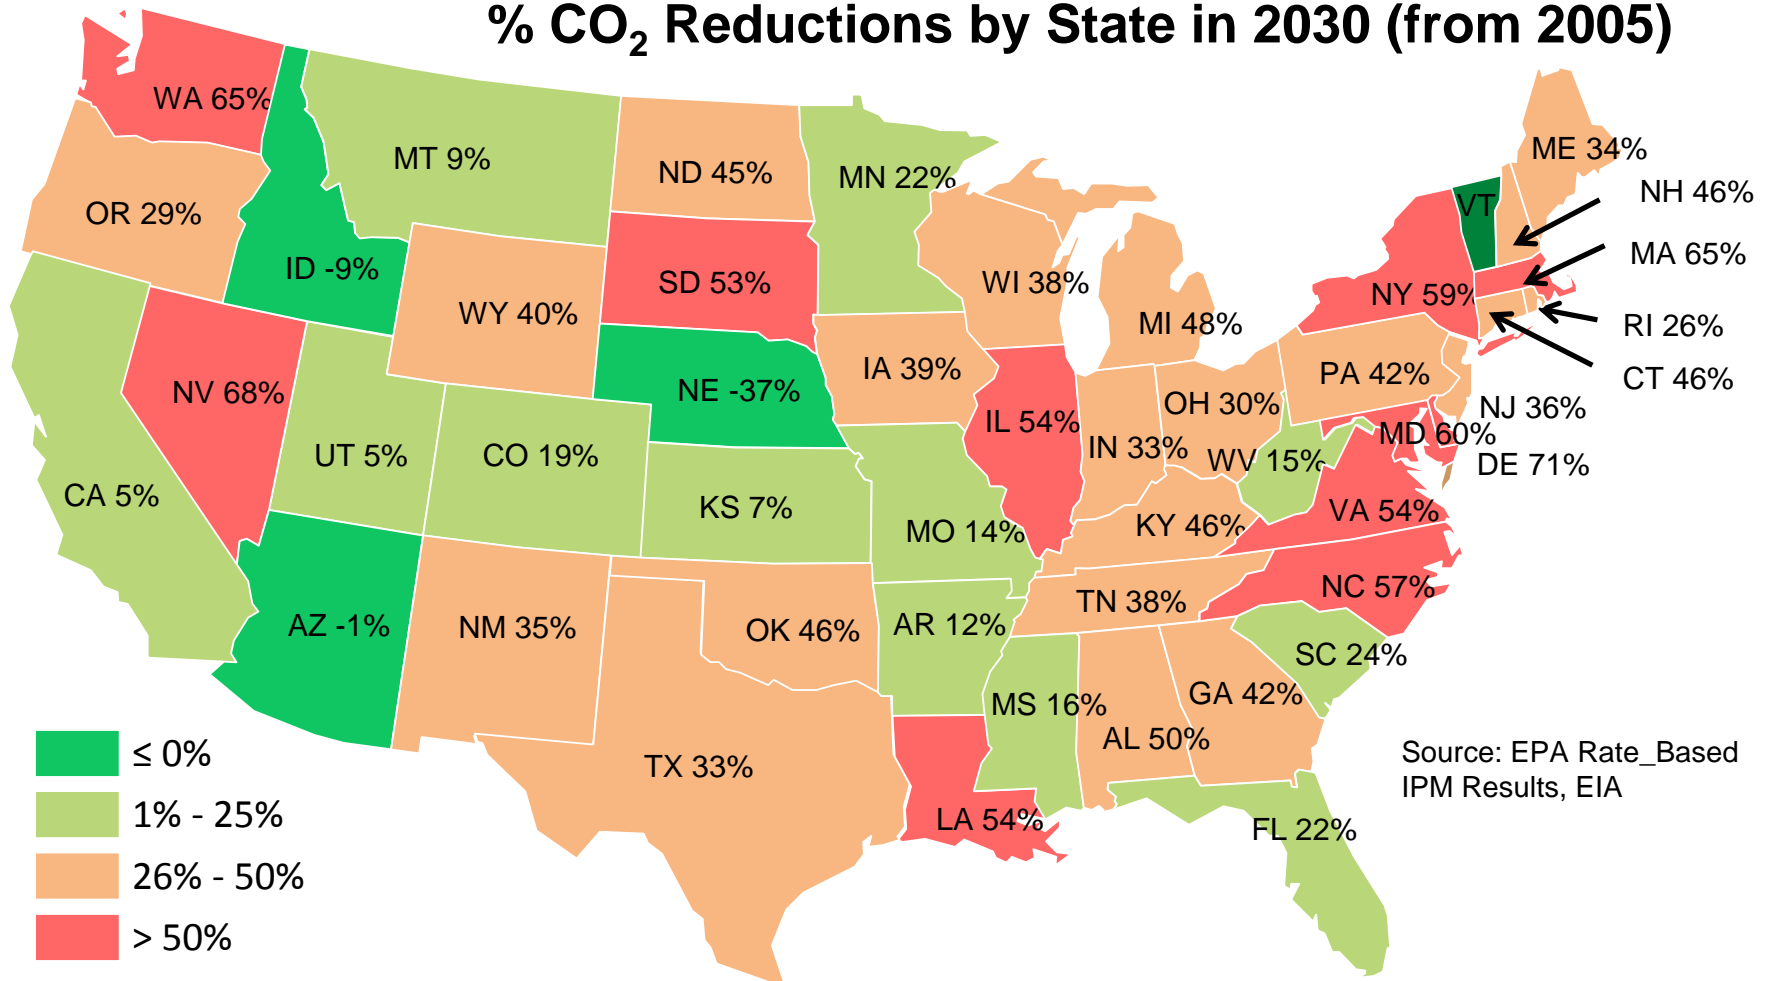 % CO2 Reductions by State in 2030 (from 2005)
WA 65%
MT 9%
ND 45%
MN 22%
ME 34%
NH 46%
OR 29%
VT
MA 65%
ID -9%
SD 53%
WI 38%
NY 59%
WY 40%
MI 48%
RI 26%
IA 39%
PA 42%
CT 46%
NV 68%
NE -37%
OH 30%
NJ 36%
IL 54%
MD 60%
UT 5%
CO 19%
IN 33%
WV 15%
DE 71%
CA 5%
KS 7%
MO 14%
KY 46%
VA 54%
NC 57%
TN 38%
AZ -1%
NM 35%
OK 46%
AR 12%
SC 24%
MS 16%
GA 42%
AL 50%
TX 33%
LA 54%
FL 22%
≤ 0%
1% - 25%
26% - 50%
> 50%
Source: EPA Rate_Based
IPM Results, EIA